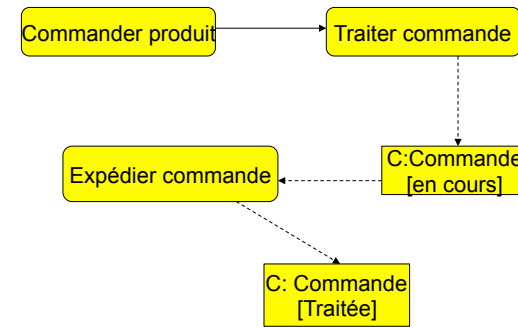 Commander produit
Traiter commande
C:Commande
[en cours]
Expédier commande
C: Commande
[Traitée]